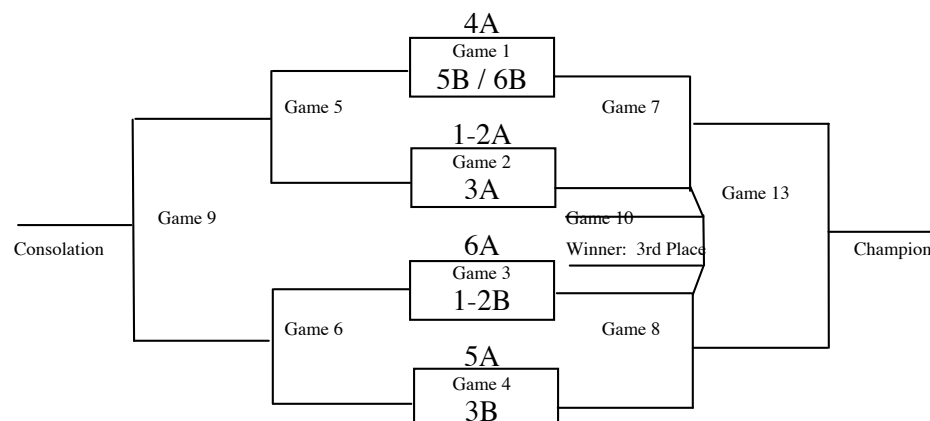 4A
Game 1
5B / 6B
Game 5
Game 7
1-2A
Game 2
3A
Game 13
Game 9
Game 10
Consolation
6A
Winner:  3rd Place
Champion
Game 3
1-2B
Game 6
Game 8
5A
Game 4
3B